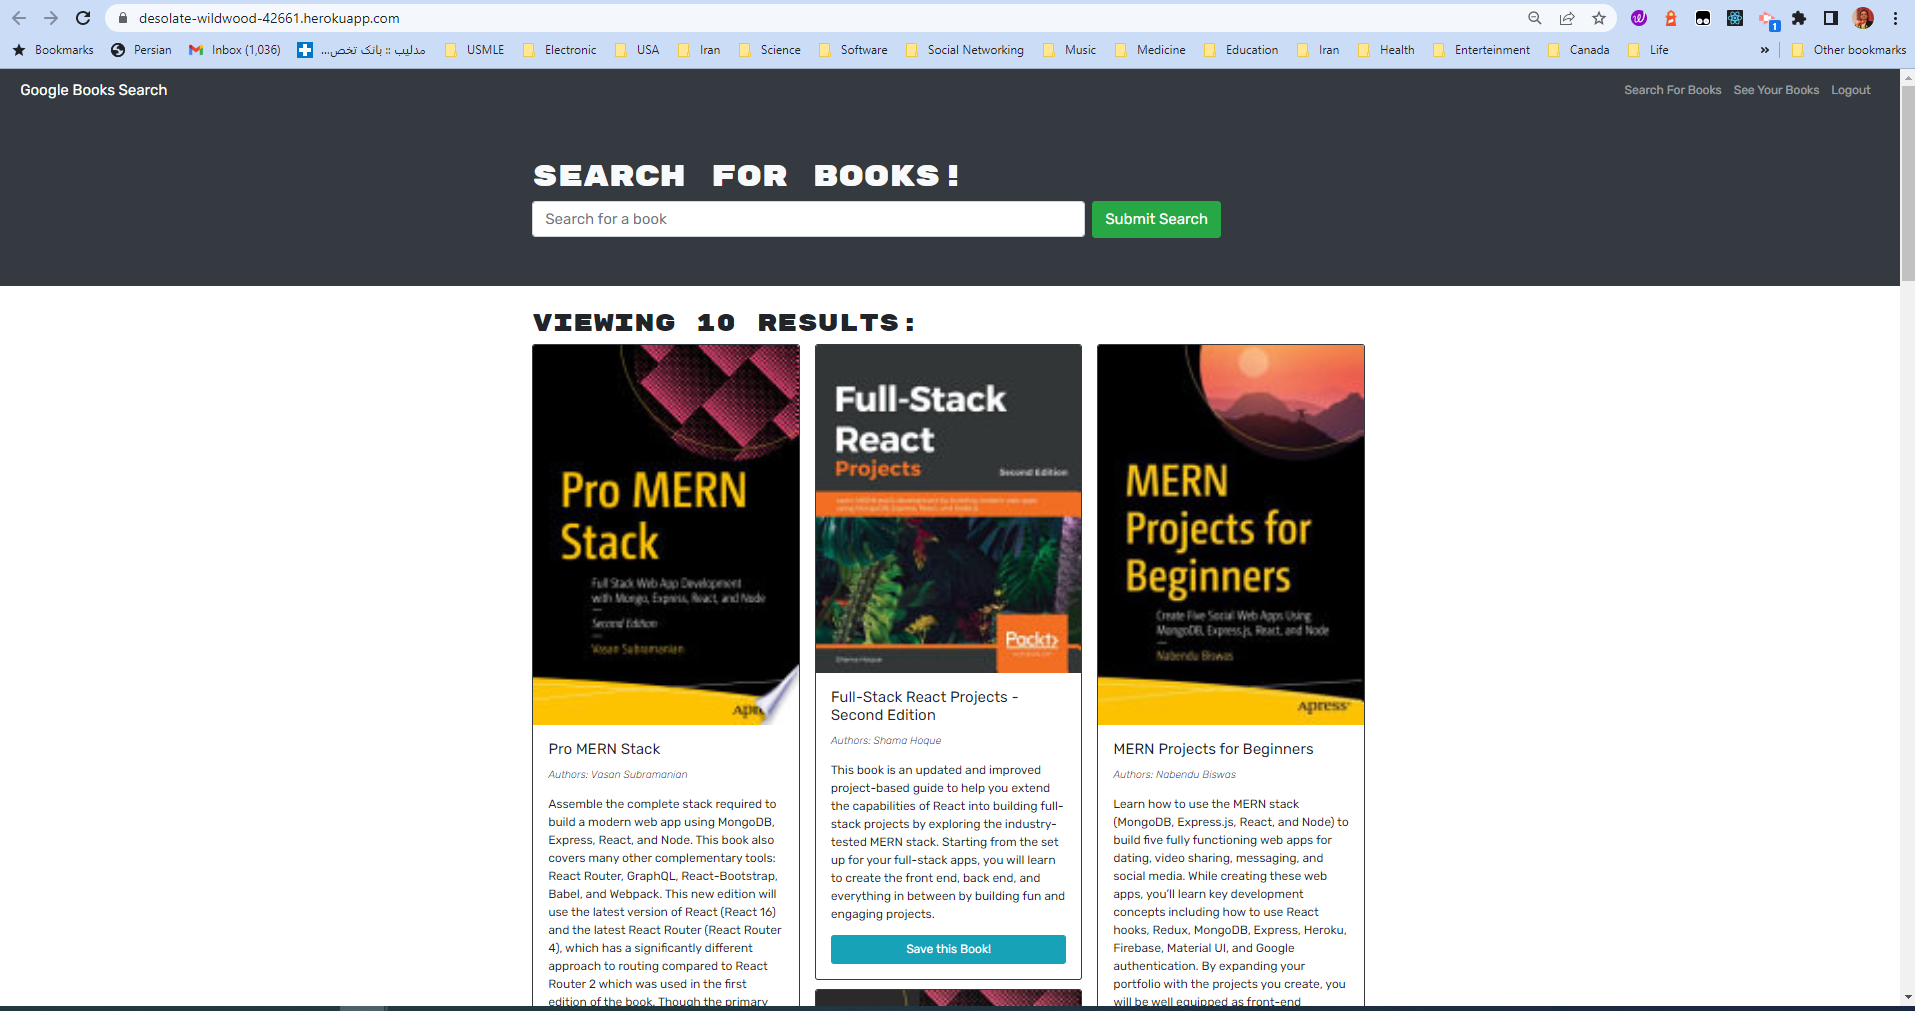 desolate-wildwood-42661.herokuapp.com
1
Bookmarks Persian Inbox (1,036) مدلیب :: بانک تخص... USMLE Electronic USA Iran Science Software Social Networking Music Medicine Education Iran Health Enterteinment Canada Life » Other bookmarks
Google Books Search
Search For Books See Your Books Logout
SEARCH FOR BOOKS!
Search for a book
Submit Search
VIEWING 10 RESULTS:
Pro MERN
Stack
Full Stack Web App Development
with Mongo, Express, React, and Node
Second Edition
Vasan Subramanian
Pro MERN Stack
Authors: Vasan Subramanian
Assemble the complete stack required to
build a modern web app using MongoDB,
Express, React, and Node. This book also
covers many other complementary tools:
React Router, GraphQL, React-Bootstrap,
Babel, and Webpack. This new edition will
use the latest version of React (React 16)
and the latest React Router (React Router
4), which has a significantly different
approach to routing compared to React
Router 2 which was used in the first
edition of the book. Though the primary
Full-Stack
React
Projects
Second Edition
Packt>
Shama Hoque
Full-Stack React Projects -
Second Edition
Authors: Shama Hoque
This book is an updated and improved
project-based guide to help you extend
the capabilities of React into building full-
stack projects by exploring the industry-
tested MERN stack. Starting from the set
up for your full-stack apps, you will learn
to create the front end, back end, and
everything in between by building fun and
engaging projects.
Save this Book!
MERN
Projects for
Beginners
Create Five Social Web Apps Using
MongoDB, Express.js, React, and Node
Nabendu Biswas
Apress®
MERN Projects for Beginners
Authors: Nabendu Biswas
Learn how to use the MERN stack
(MongoDB, Express.js, React, and Node) to
build five fully functioning web apps for
dating, video sharing, messaging, and
social media. While creating these web
apps, you’ll learn key development
concepts including how to use React
hooks, Redux, MongoDB, Express, Heroku,
Firebase, Material UI, and Google
authentication. By expanding your
portfolio with the projects you create, you
will be well equipped as front-end